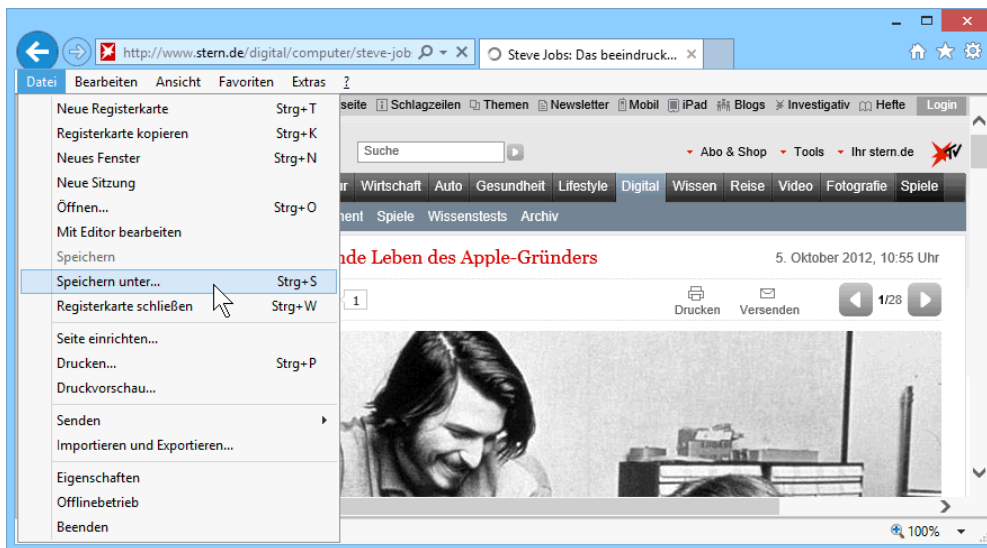 http://www.stern.de/digital/computer/steve-job
Steve Jobs: Das beeindruck...
Datei Bearbeiten Ansicht Favoriten Extras ?
Neue Registerkarte Strg+T
Registerkarte kopieren Strg+K
Neues Fenster Strg+N
Neue Sitzung
Öffnen... Strg+O
Mit Editor bearbeiten
Speichern
Speichern unter... Strg+S
Registerkarte schließen Strg+W
Seite einrichten...
Drucken... Strg+P
Druckvorschau...
Senden
Importieren und Exportieren...
Eigenschaften
Offlinebetrieb
Beenden
seite Schlagzeilen Themen Newsletter Mobil iPad Blogs Investigativ Hefte Login
Suche Abo & Shop Tools Ihr stern.de TV
ur Wirtschaft Auto Gesundheit Lifestyle Digital Wissen Reise Video Fotografie Spiele
ment Spiele Wissenstests Archiv
nde Leben des Apple-Gründers 5. Oktober 2012, 10:55 Uhr
1 Drucken Versenden 1/28
100%